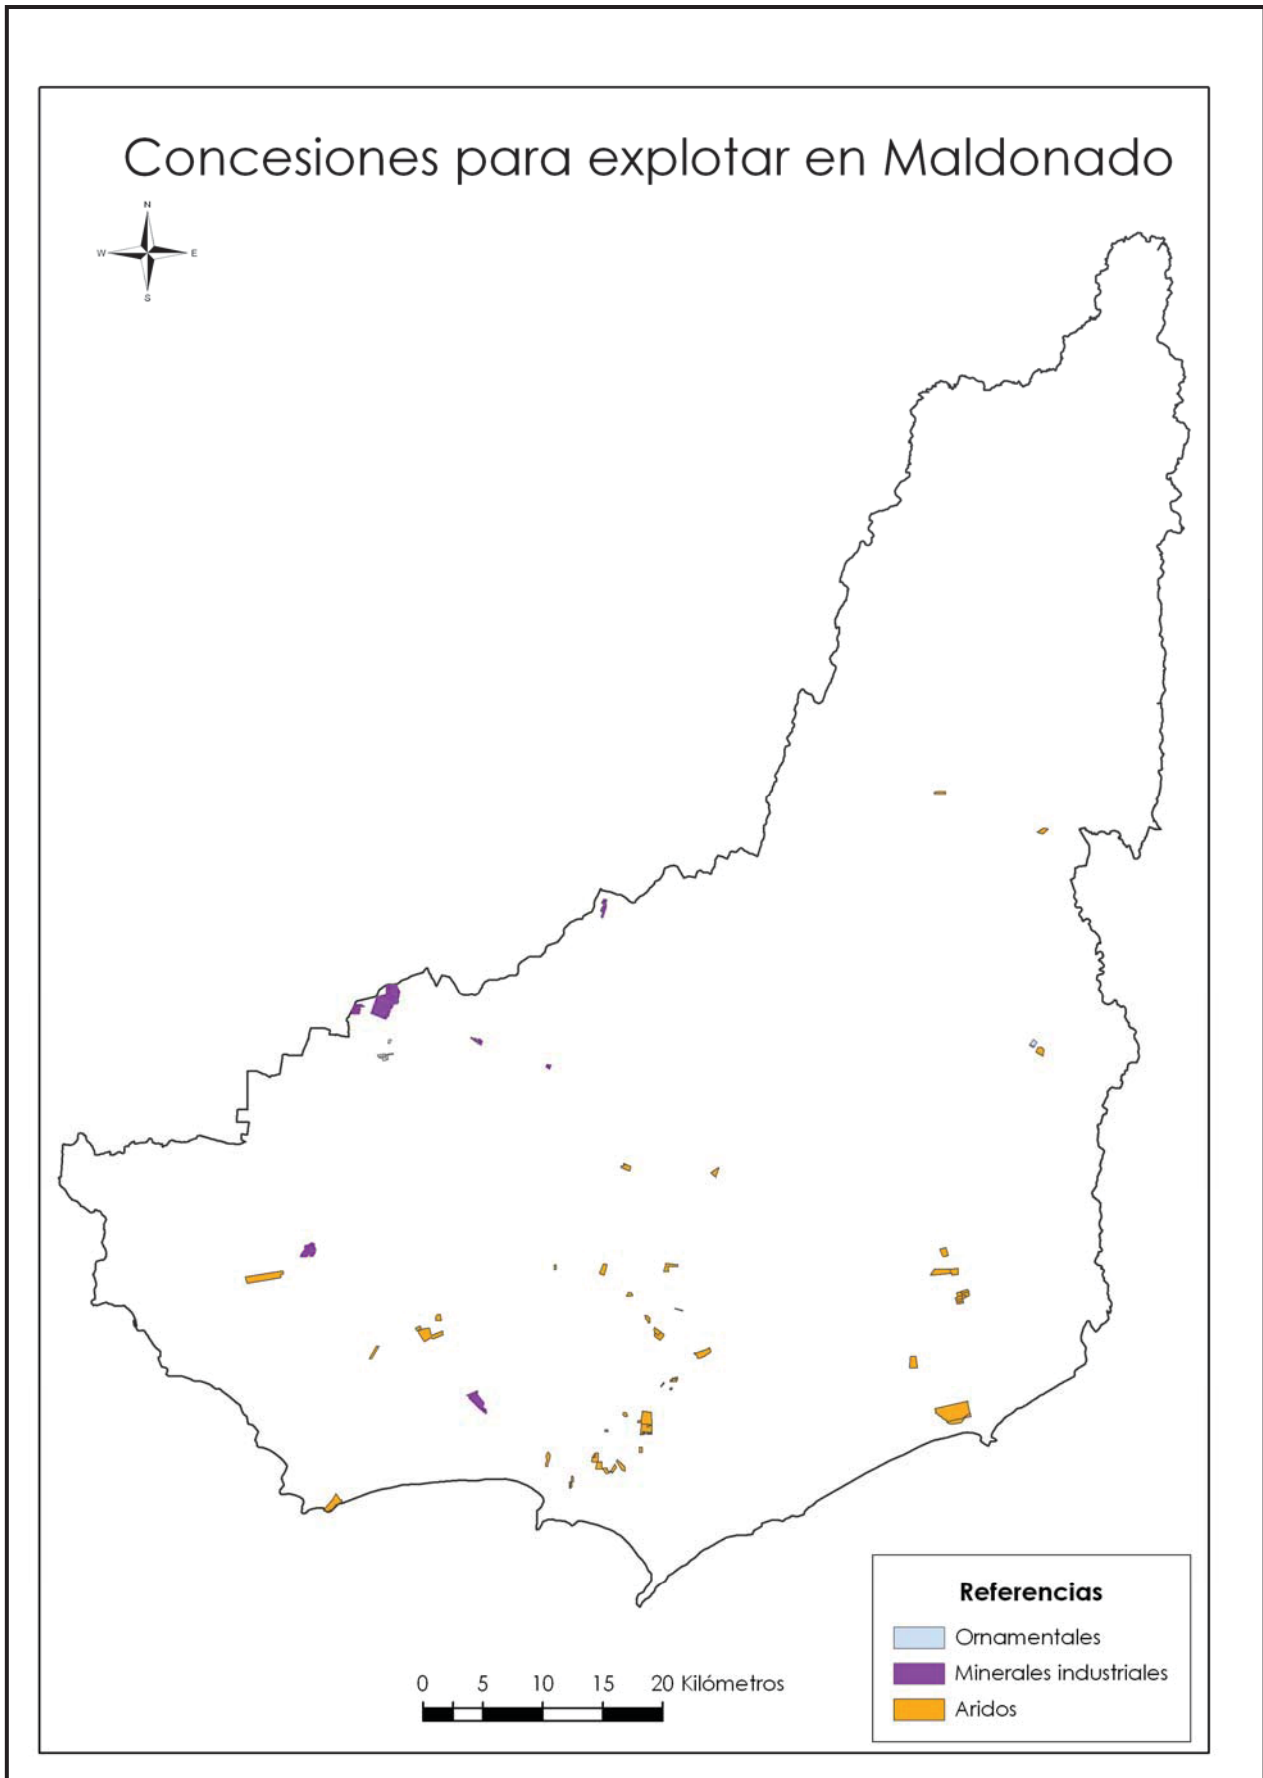 Concesiones para explotar en Maldonado
N
W E
S
Referencias
Ornamentales
Minerales industriales
Aridos
0 5 10 15 20 Kilómetros